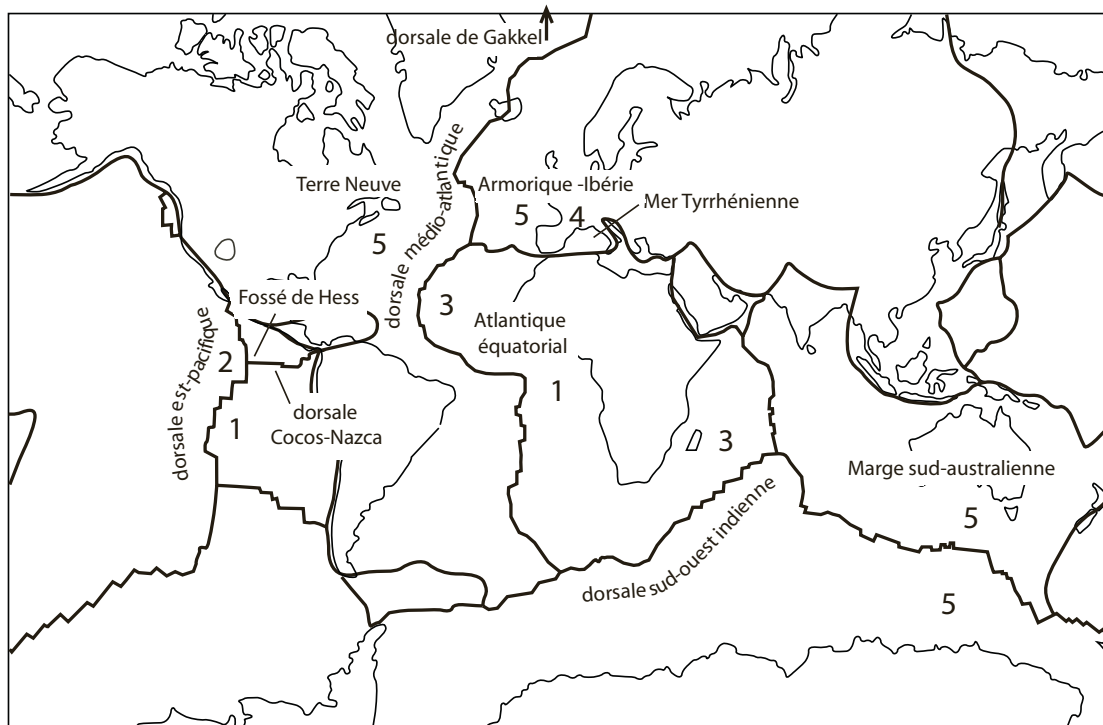 dorsale de Gakkel
dorsale médio-atlantique
Terre Neuve
Armorique -Ibérie
Mer Tyrrhénienne
5
4
5
Fossé de Hess
3
Atlantique
équatorial
dorsale est-pacifique
2
1
1
dorsale
Cocos-Nazca
3
Marge sud-australienne
5
dorsale sud-ouest indienne
5